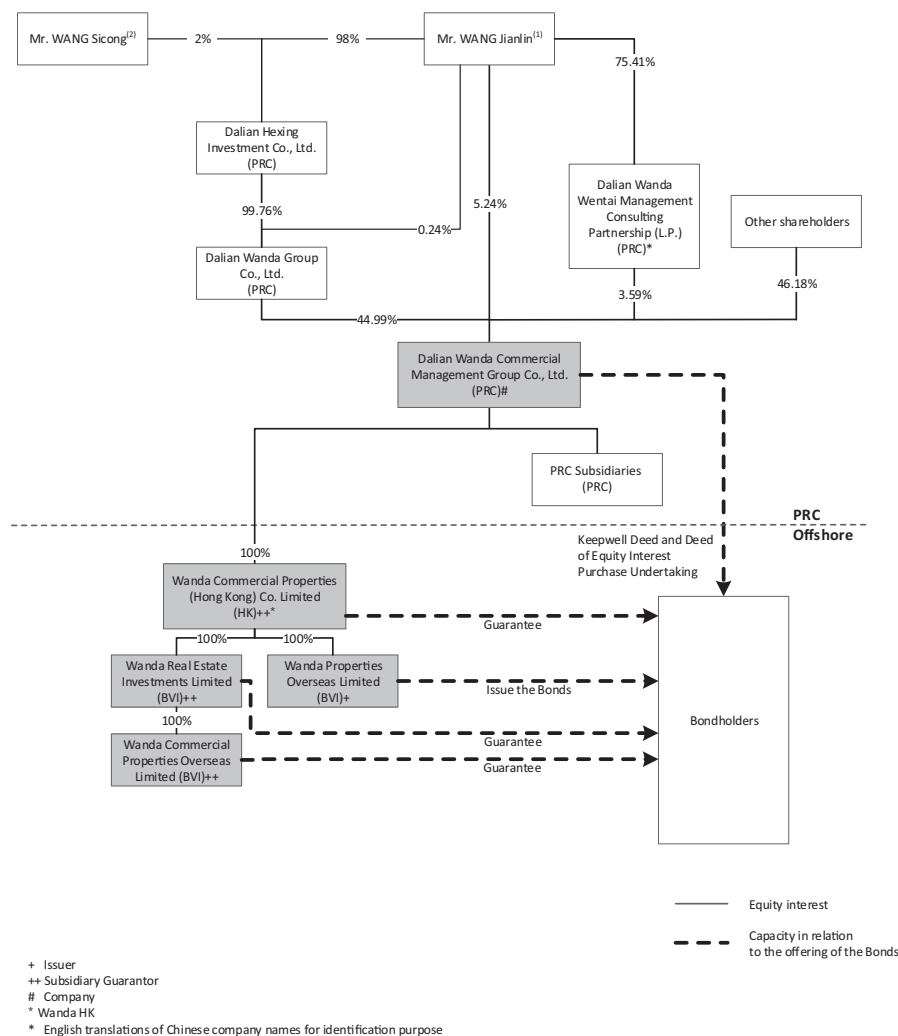 Mr. WANG Sicong(2)
2%
98%
Mr. WANG Jianlin(1)
75.41%
Dalian Hexing
Investment Co., Ltd.
(PRC)
99.76%
0.24%
5.24%
Dalian Wanda
Wentai Management
Consulting
Partnership (L.P.)
(PRC)*
Other shareholders
Dalian Wanda Group
Co., Ltd.
(PRC)
44.99%
3.59%
46.18%
Dalian Wanda Commercial
Management Group Co., Ltd.
(PRC)#
PRC Subsidiaries
(PRC)
PRC
Offshore
100%
Keepwell Deed and Deed
of Equity Interest
Purchase Undertaking
Wanda Commercial Properties
(Hong Kong) Co. Limited
(HK)++*
Guarantee
100%
100%
Wanda Real Estate
Investments Limited
(BVI)++
Wanda Properties
Overseas Limited
(BVI)+
Issue the Bonds
Bondholders
100%
Guarantee
Wanda Commercial
Properties Overseas
Limited (BVI)++
Guarantee
Equity interest
Capacity in relation
to the offering of the Bonds
+ Issuer
++ Subsidiary Guarantor
# Company
* Wanda HK
* English translations of Chinese company names for identification purpose